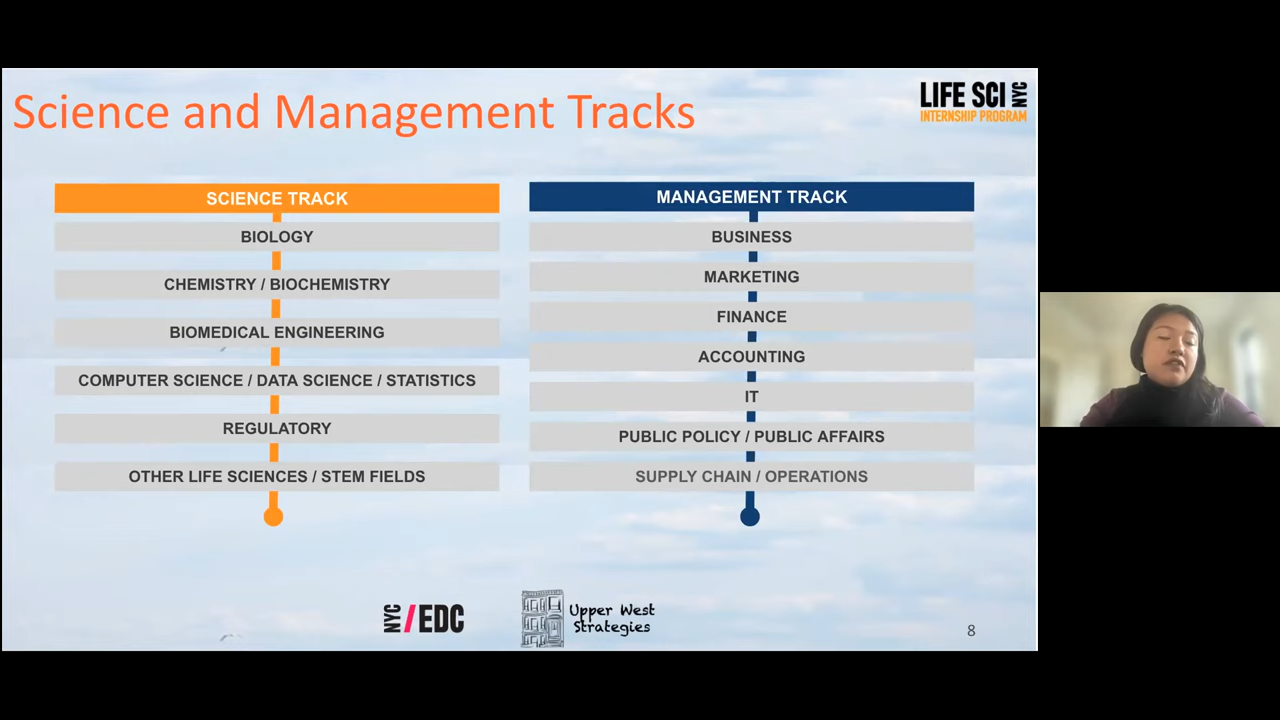 Science and Management Tracks
LIFE SCI NYC
INTERNSHIP PROGRAM
SCIENCE TRACK
BIOLOGY
CHEMISTRY / BIOCHEMISTRY
BIOMEDICAL ENGINEERING
COMPUTER SCIENCE / DATA SCIENCE / STATISTICS
REGULATORY
OTHER LIFE SCIENCES / STEM FIELDS
MANAGEMENT TRACK
BUSINESS
MARKETING
FINANCE
ACCOUNTING
IT
PUBLIC POLICY / PUBLIC AFFAIRS
SUPPLY CHAIN / OPERATIONS
NYC/EDC
Upper West
Strategies
8